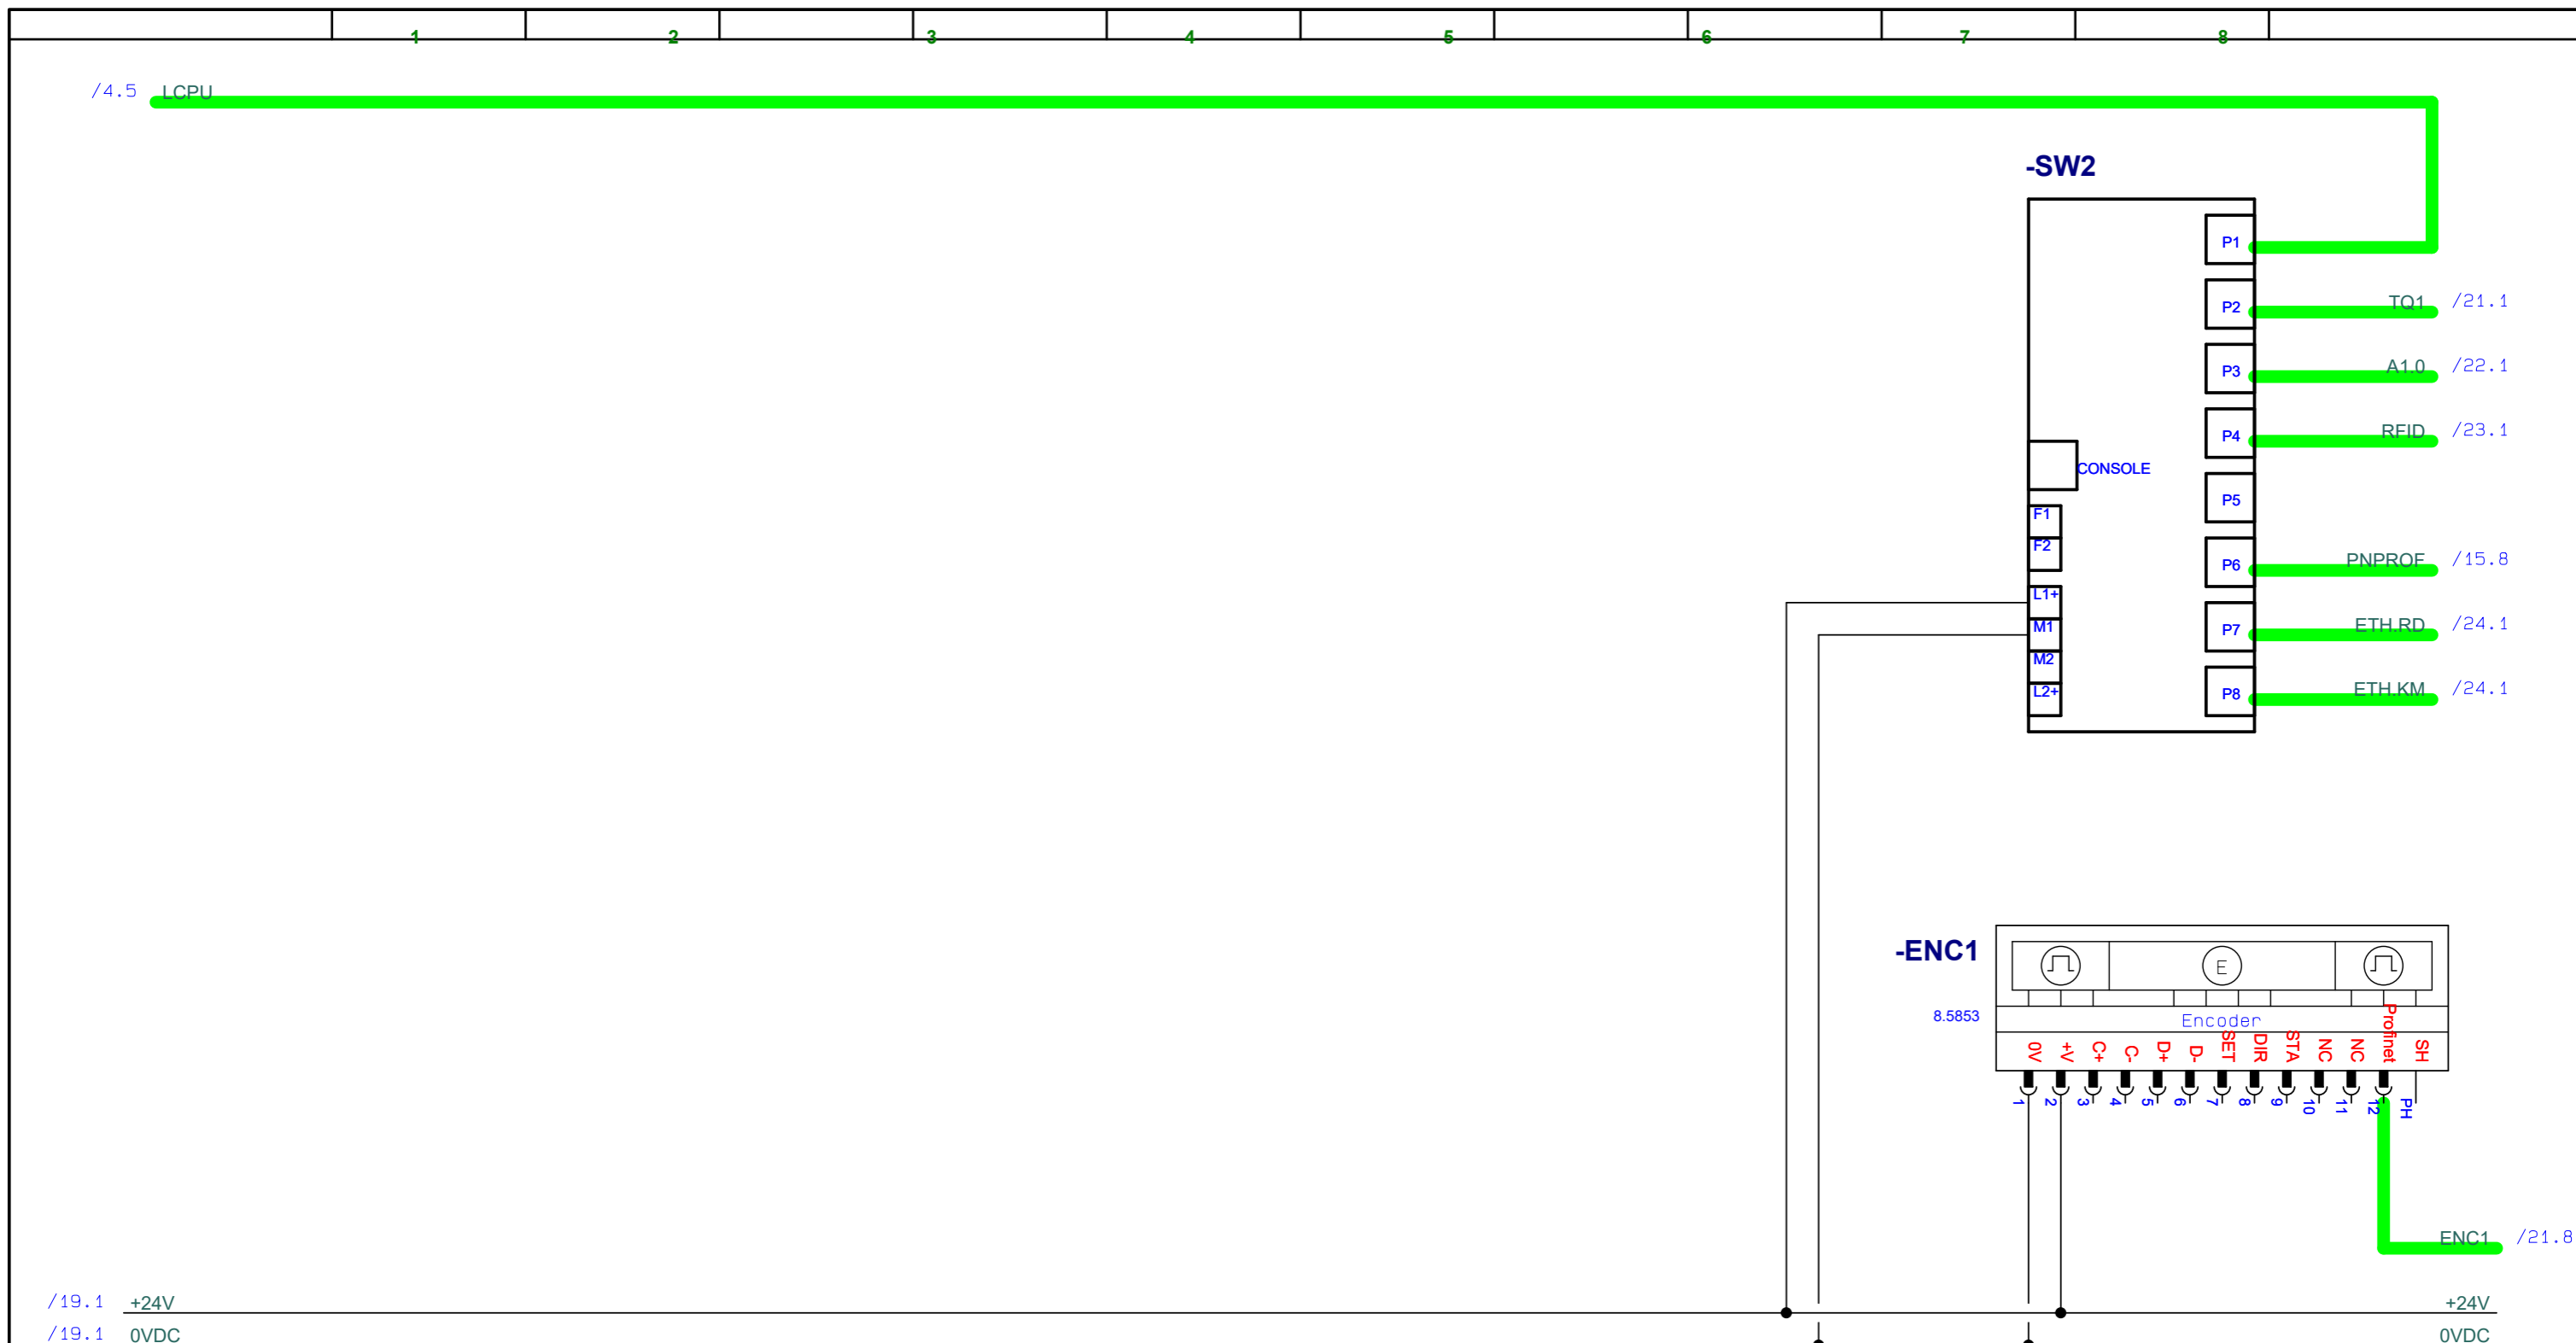 1 2 3 4 5 6 7 8
/4.5 LCPU
-SW2
P1
P2 TQ1 /21.1
P3 A1.0 /22.1
P4 RFID /23.1
CONSOLE
P5
F1
F2
P6 PNPROF /15.8
L1+
M1 P7 ETH.RD /24.1
M2
L2+ P8 ETH.KM /24.1
-ENC1
E
8.5853
Encoder
0V +V C+ C- D+ D- SET DIR STA NC NC Profinet SH
1 2 3 4 5 6 7 8 9 10 11 12 PH
ENC1 /21.8
/19.1 +24V +24V
/19.1 0VDC 0VDC